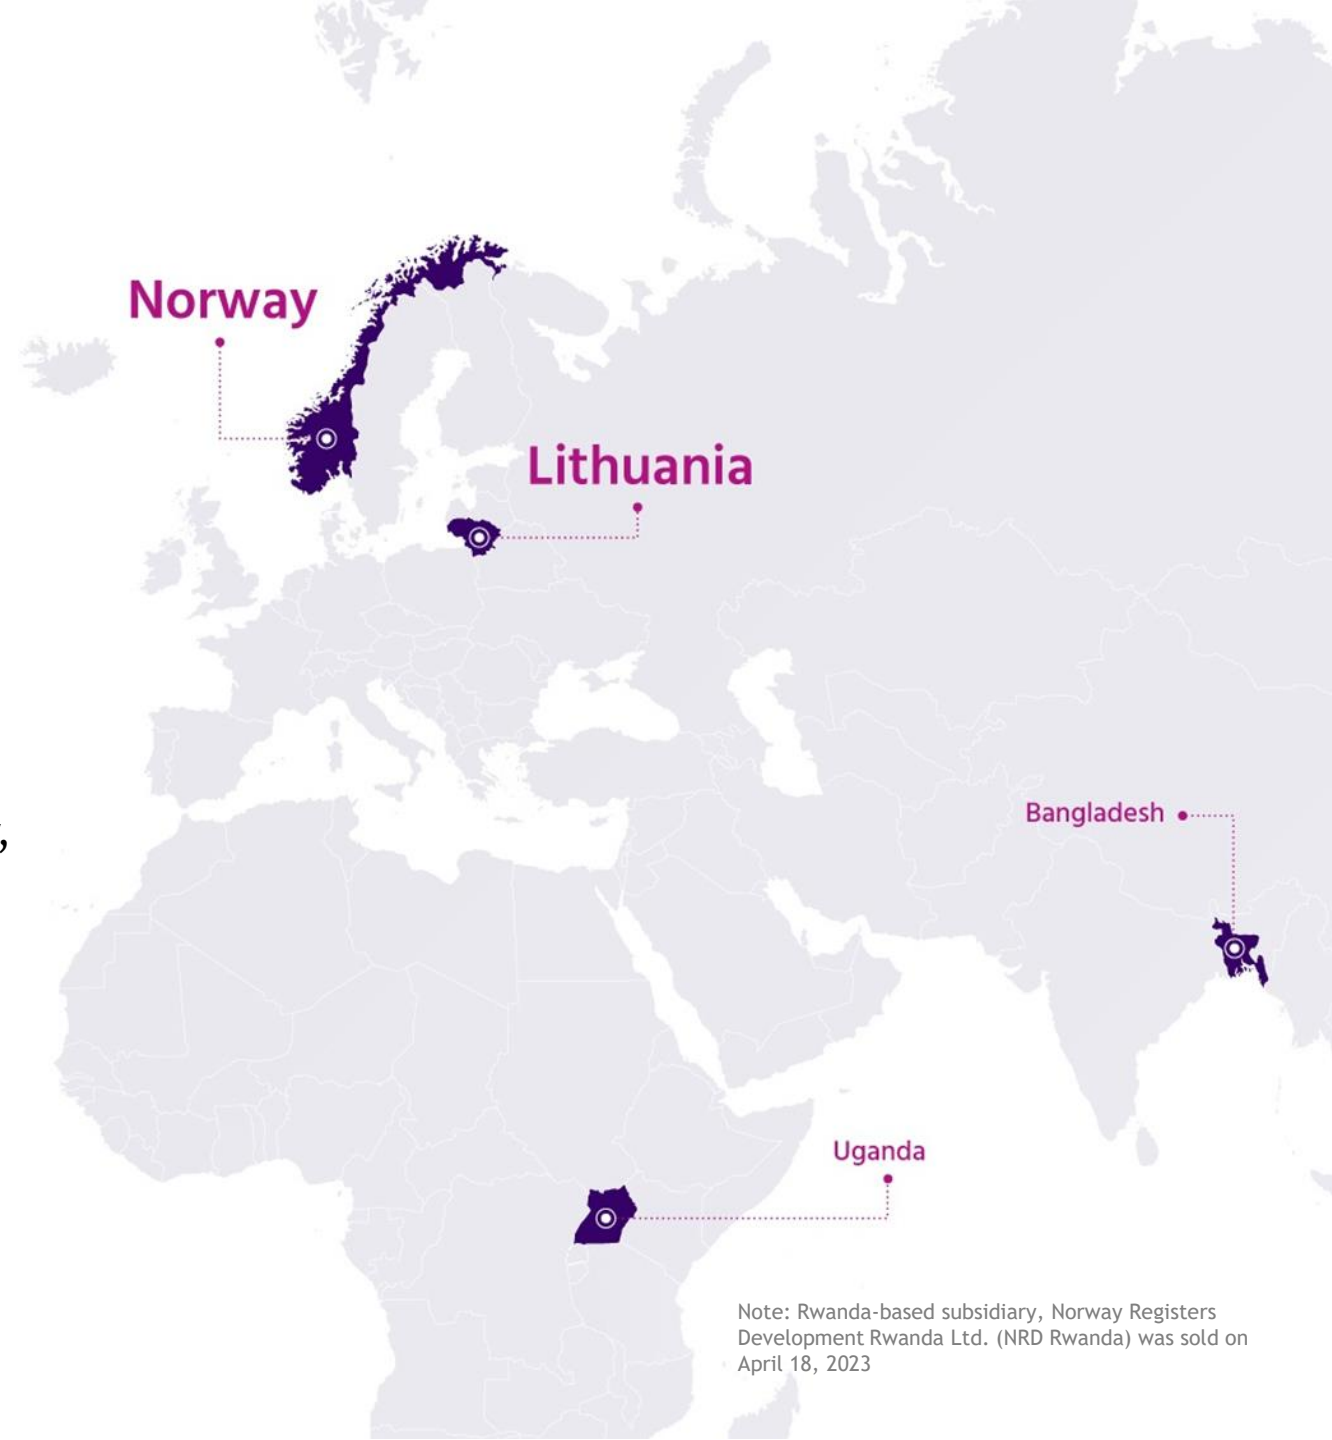 Norway
Lithuania
,
Bangladesh
Uganda
Note: Rwanda-based subsidiary, Norway Registers
Development Rwanda Ltd. (NRD Rwanda) was sold on
April 18, 2023